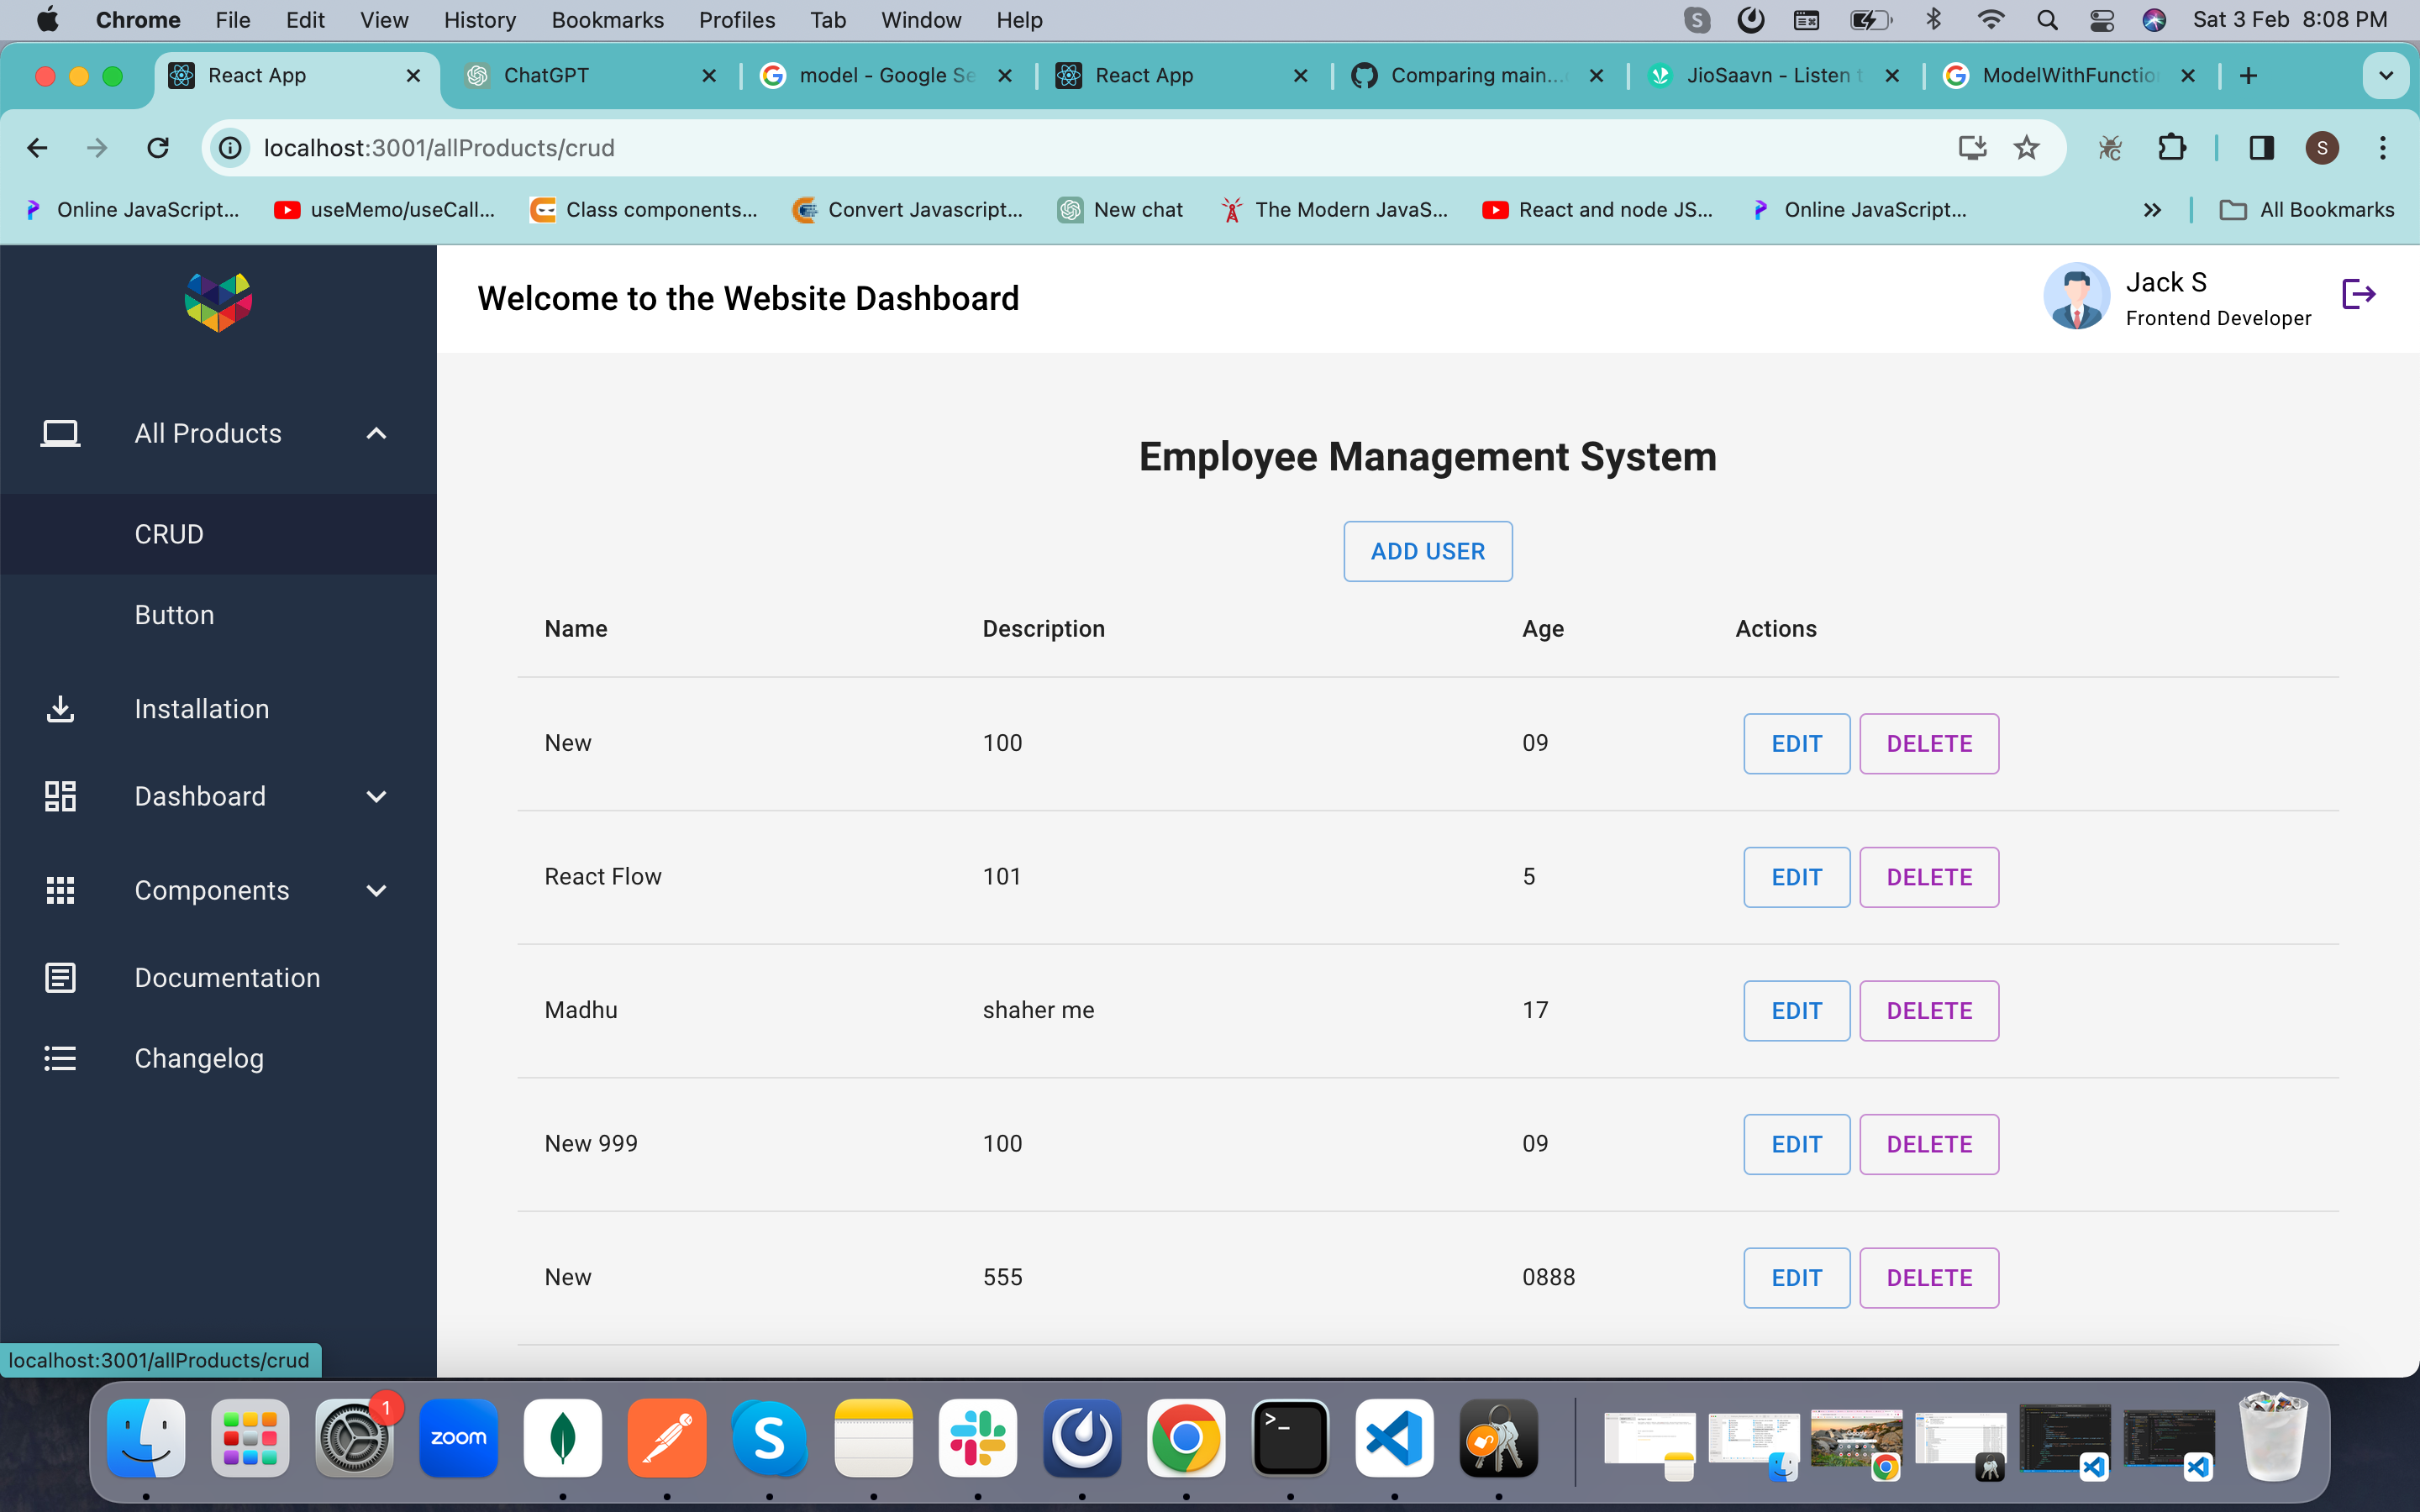 Chrome File Edit View History Bookmarks Profiles Tab Window Help Sat 3 Feb 8:08 PM
React App ChatGPT model - Google Se React App Comparing main... JioSaavn - Listen t ModelWithFunctio
localhost:3001/allProducts/crud S
Online JavaScript... useMemo/useCall... Class components... Convert Javascript... New chat The Modern JavaS... React and node JS... Online JavaScript... All Bookmarks
Welcome to the Website Dashboard
Jack S
Frontend Developer
All Products
CRUD
Button
Installation
Dashboard
Components
Documentation
Changelog
Employee Management System
ADD USER
Name Description Age Actions
New 100 09 EDIT DELETE
React Flow 101 5 EDIT DELETE
Madhu shaher me 17 EDIT DELETE
New 999 100 09 EDIT DELETE
New 555 0888 EDIT DELETE
localhost:3001/allProducts/crud
1
zoom